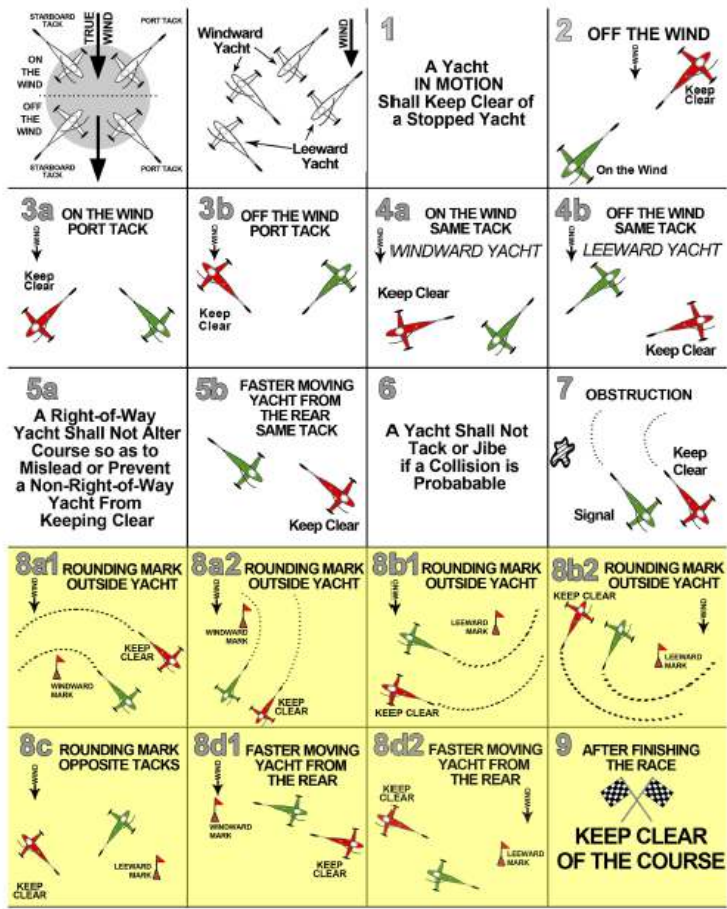 STARBOARD
TACK
TRUE
WIND
PORT
TACK
ON
THE
WIND
OFF
THE
WIND
STARBOARD
TACK
PORT TACK
Windward
Yacht
WIND
Leeward
Yacht
1
A Yacht
IN MOTION
Shall Keep Clear of
a Stopped Yacht
2 OFF THE WIND
Keep
Clear
On the Wind
3a ON THE WIND
PORT TACK
WIND
Keep
Clear
3b OFF THE WIND
PORT TACK
WIND
Keep
Clear
4a ON THE WIND
SAME TACK
WIND
WINDWARD YACHT
Keep Clear
4b OFF THE WIND
SAME TACK
WIND
LEEWARD YACHT
Keep Clear
5a
A Right-of-Way
Yacht Shall Not Alter
Course so as to
Mislead or Prevent
a Non-Right-of-Way
Yacht From
Keeping Clear
5b FASTER MOVING
YACHT FROM
THE REAR
SAME TACK
Keep Clear
6
A Yacht Shall Not
Tack or Jibe
if a Collision is
Probabable
7 OBSTRUCTION
Keep
Clear
Signal
8a1 ROUNDING MARK
OUTSIDE YACHT
WIND
KEEP
CLEAR
WINDWARD
MARK
8a2 ROUNDING MARK
OUTSIDE YACHT
WIND
WINDWARD
MARK
KEEP
CLEAR
8b1 ROUNDING MARK
OUTSIDE YACHT
WIND
LEEWARD
MARK
KEEP CLEAR
8b2 ROUNDING MARK
OUTSIDE YACHT
KEEP CLEAR
WIND
LEEWARD
MARK
8c ROUNDING MARK
OPPOSITE TACKS
WIND
LEEWARD
MARK
KEEP
CLEAR
8d1 FASTER MOVING
YACHT FROM
THE REAR
WIND
WINDWARD
MARK
KEEP
CLEAR
8d2 FASTER MOVING
YACHT FROM
THE REAR
KEEP
CLEAR
WIND
LEEWARD
MARK
9 AFTER FINISHING
THE RACE
KEEP CLEAR
OF THE COURSE